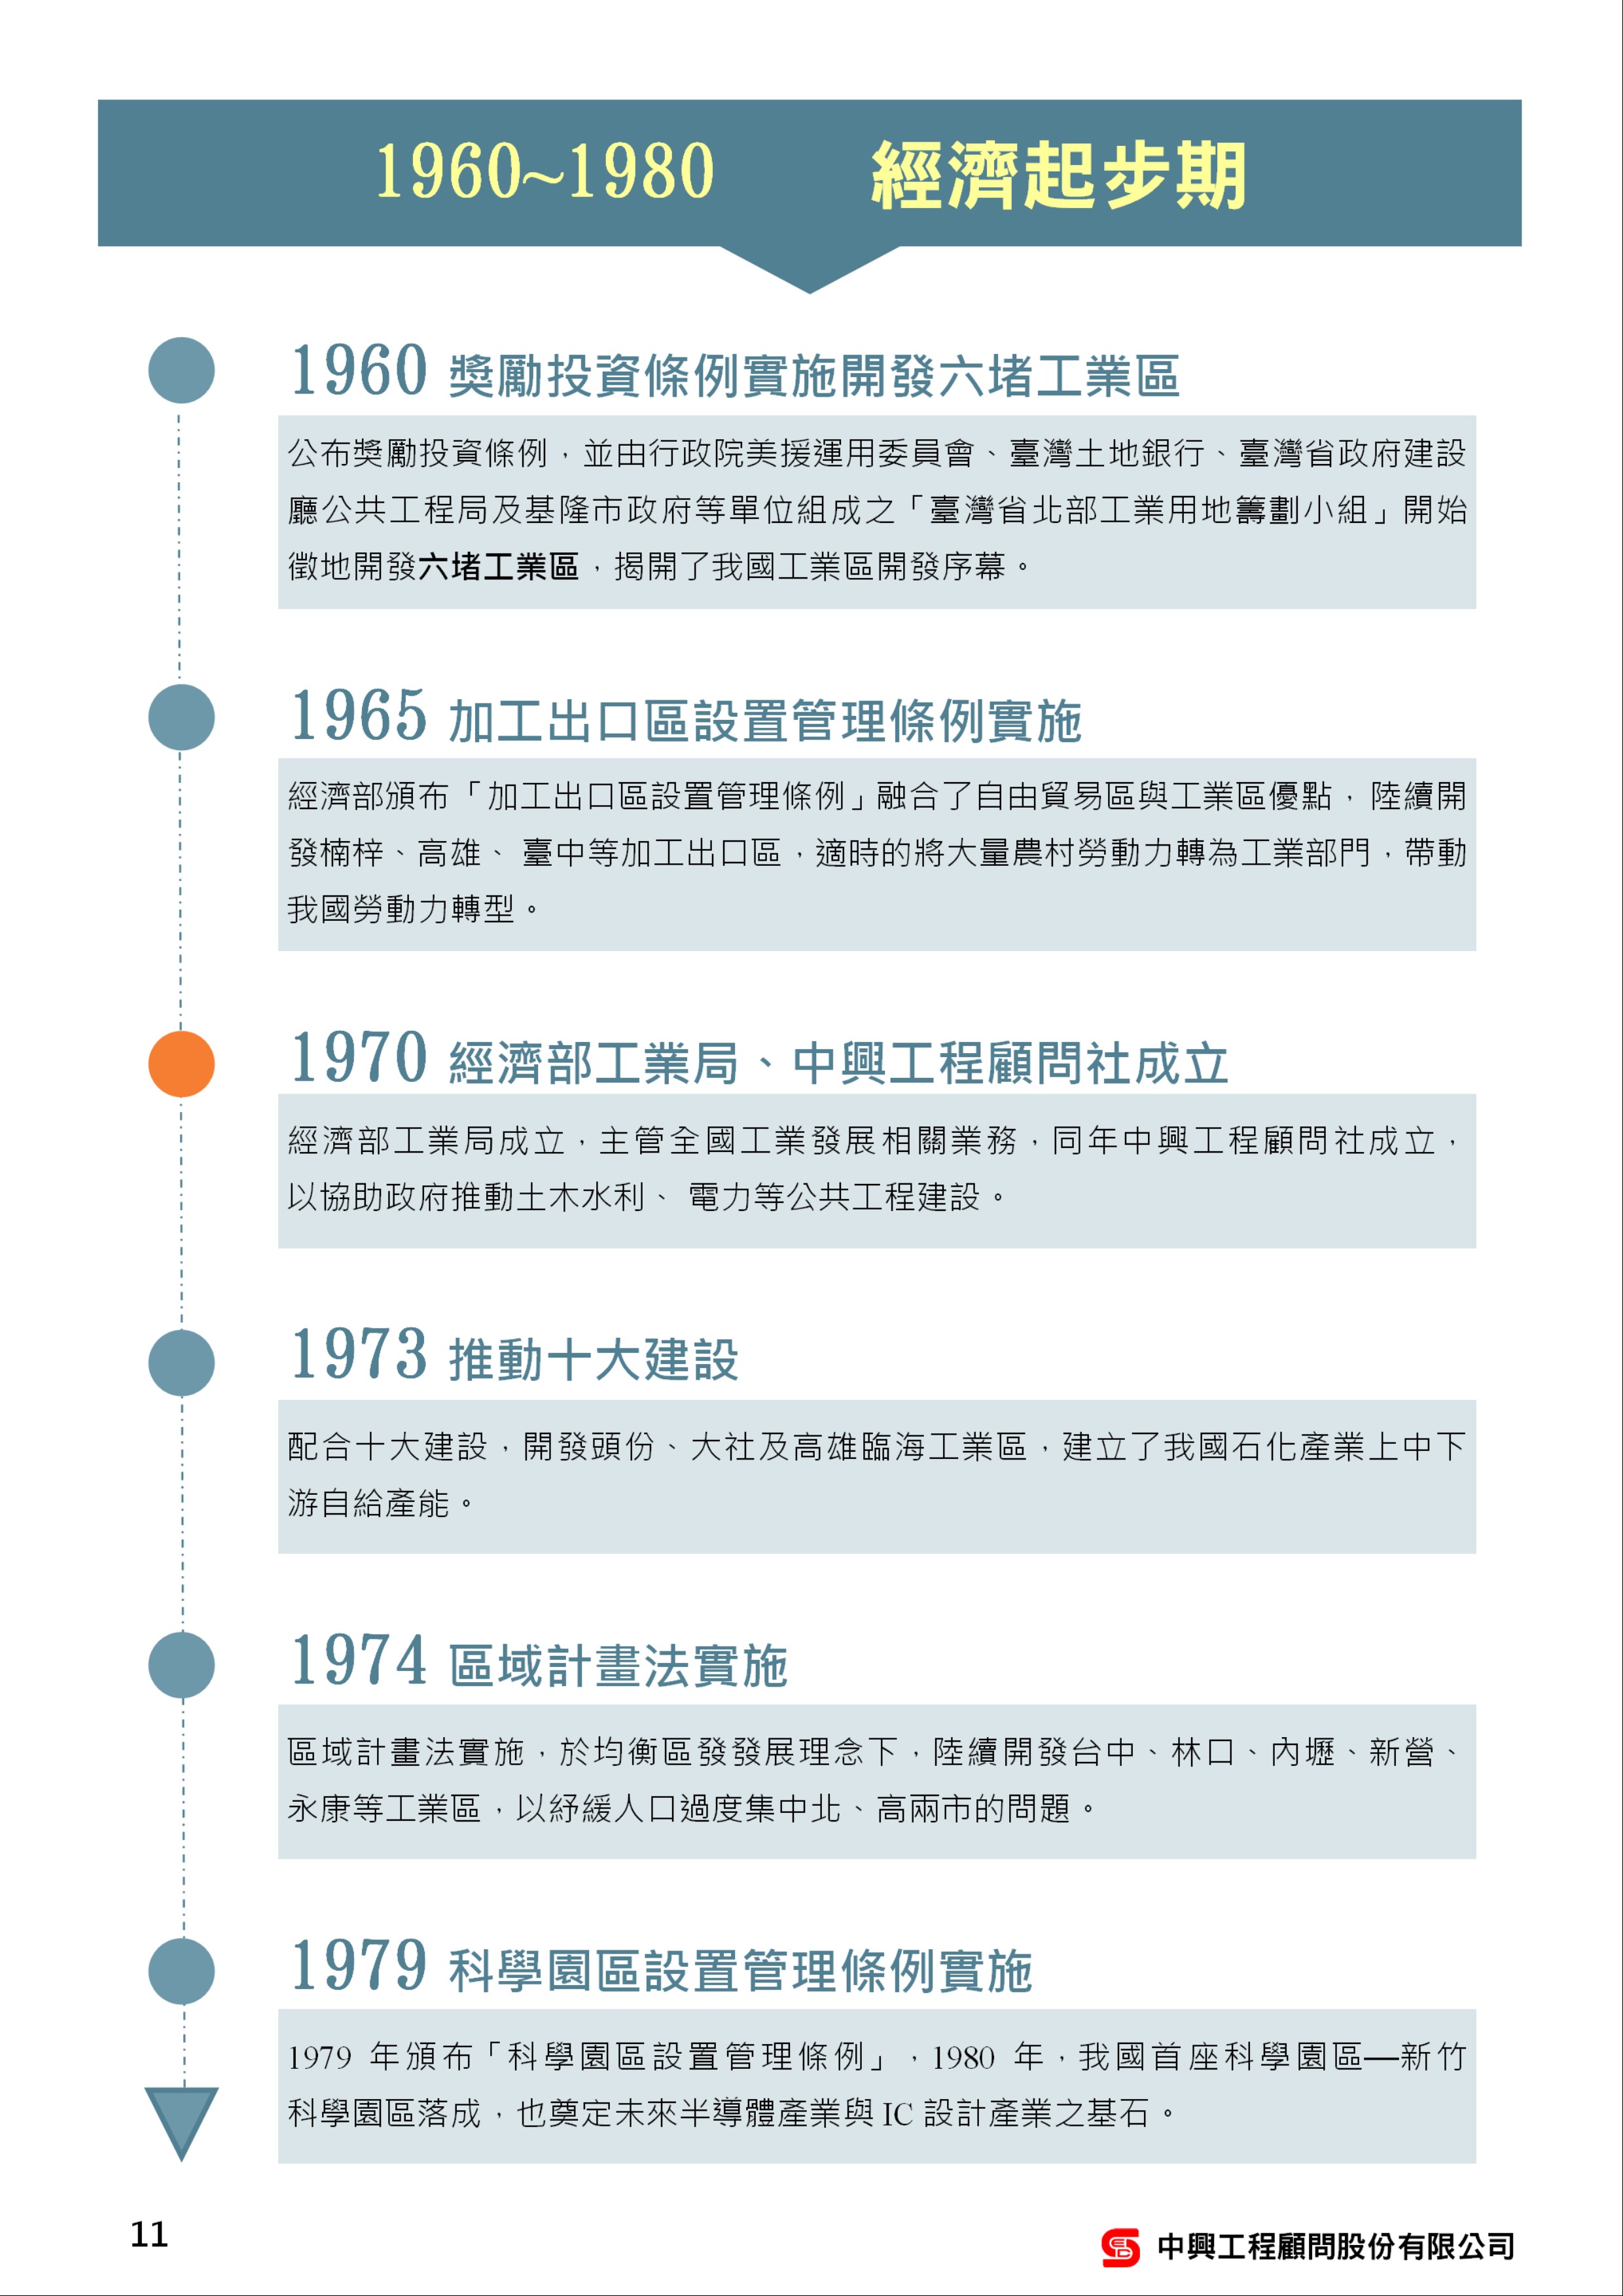 1960~1980 經濟起步期
1960 獎勵投資條例實施開發六堵工業區
公布獎勵投資條例，並由行政院美援運用委員會、臺灣土地銀行、臺灣省政府建設
廳公共工程局及基隆市政府等單位組成之「臺灣省北部工業用地籌劃小組」開始
徵地開發六堵工業區，揭開了我國工業區開發序幕。
1965 加工出口區設置管理條例實施
經濟部頒布「加工出口區設置管理條例」融合了自由貿易區與工業區優點，陸續開
發楠梓、高雄、 臺中等加工出口區，適時的將大量農村勞動力轉為工業部門，帶動
我國勞動力轉型。
1970 經濟部工業局、中興工程顧問社成立
經濟部工業局成立，主管全國工業發展相關業務，同年中興工程顧問社成立，
以協助政府推動土木水利、 電力等公共工程建設。
1973 推動十大建設
配合十大建設，開發頭份、大社及高雄臨海工業區，建立了我國石化產業上中下
游自給產能。
1974 區域計畫法實施
區域計畫法實施，於均衡區發發展理念下，陸續開發台中、林口、內壢、新營、
永康等工業區，以紓緩人口過度集中北、高兩市的問題。
1979 科學園區設置管理條例實施
1979 年頒布「科學園區設置管理條例」，1980 年，我國首座科學園區—新竹
科學園區落成，也奠定未來半導體產業與 IC 設計產業之基石。
11
中興工程顧問股份有限公司